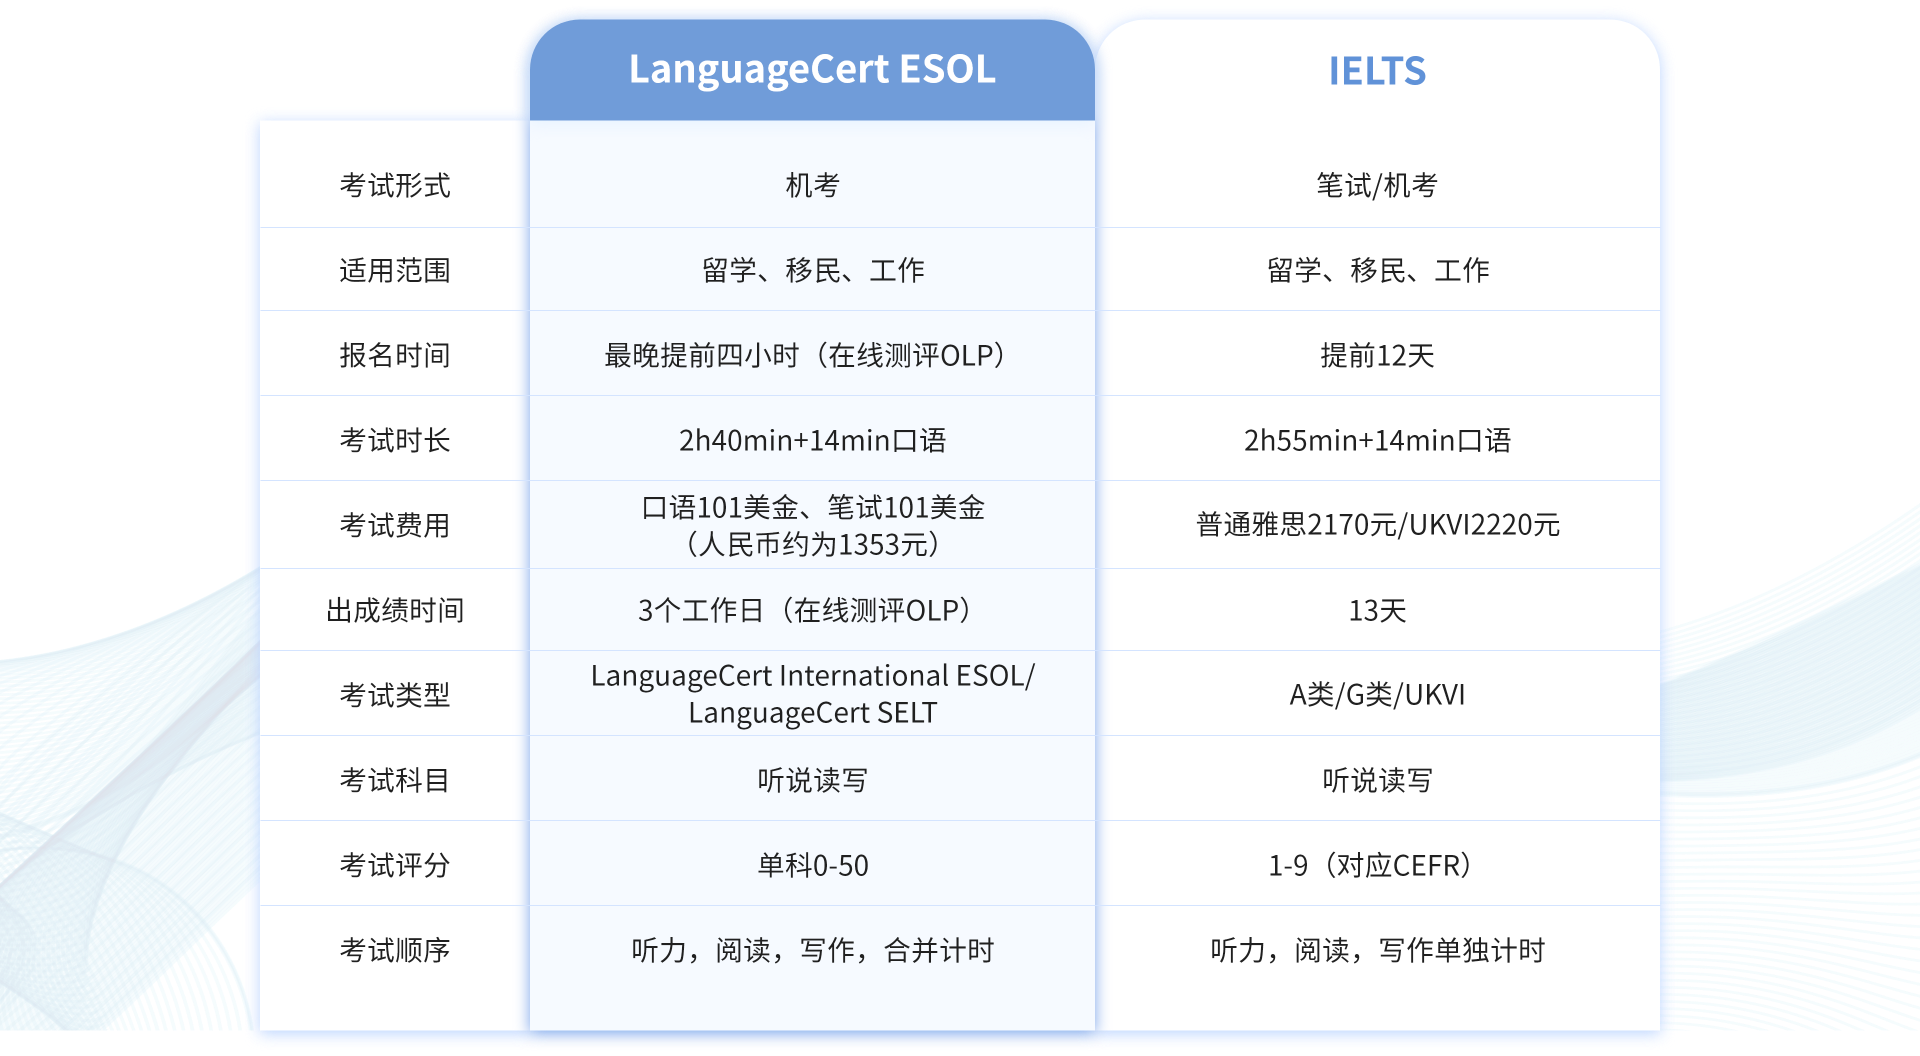 LanguageCert ESOL
IELTS
考试形式
机考
笔试/机考
适用范围
留学、移民、工作
留学、移民、工作
报名时间
最晚提前四小时（在线测评OLP）
提前12天
考试时长
2h40min+14min口语
2h55min+14min口语
考试费用
口语101美金、笔试101美金
（人民币约为1353元）
普通雅思2170元/UKVI2220元
出成绩时间
3个工作日（在线测评OLP）
13天
考试类型
LanguageCert International ESOL/
LanguageCert SELT
A类/G类/UKVI
考试科目
听说读写
听说读写
考试评分
单科0-50
1-9（对应CEFR）
考试顺序
听力，阅读，写作，合并计时
听力，阅读，写作单独计时